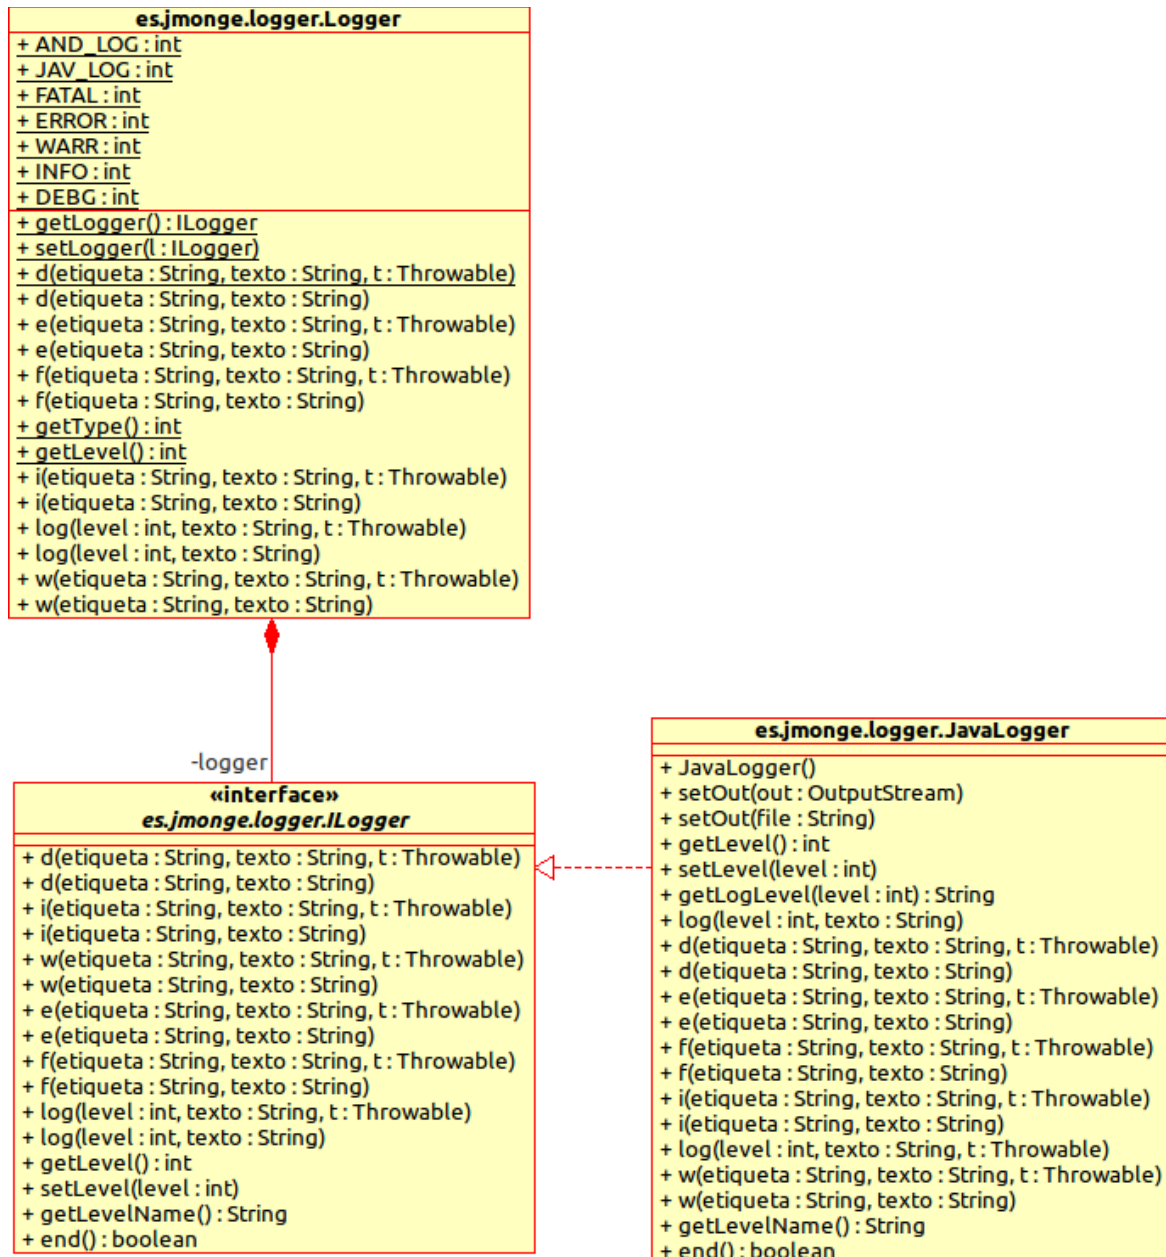 es.jmonge.logger.Logger
+ AND_LOG : int
+ JAV_LOG : int
+ FATAL : int
+ ERROR : int
+ WARR : int
+ INFO : int
+ DEBG : int
+ getLogger() : ILogger
+ setLogger(l : ILogger)
+ d(etiqueta : String, texto : String, t : Throwable)
+ d(etiqueta : String, texto : String)
+ e(etiqueta : String, texto : String, t : Throwable)
+ e(etiqueta : String, texto : String)
+ f(etiqueta : String, texto : String, t : Throwable)
+ f(etiqueta : String, texto : String)
+ getType() : int
+ getLevel() : int
+ i(etiqueta : String, texto : String, t : Throwable)
+ i(etiqueta : String, texto : String)
+ log(level : int, texto : String, t : Throwable)
+ log(level : int, texto : String)
+ w(etiqueta : String, texto : String, t : Throwable)
+ w(etiqueta : String, texto : String)
-logger
«interface»
es.jmonge.logger.ILogger
+ d(etiqueta : String, texto : String, t : Throwable)
+ d(etiqueta : String, texto : String)
+ i(etiqueta : String, texto : String, t : Throwable)
+ i(etiqueta : String, texto : String)
+ w(etiqueta : String, texto : String, t : Throwable)
+ w(etiqueta : String, texto : String)
+ e(etiqueta : String, texto : String, t : Throwable)
+ e(etiqueta : String, texto : String)
+ f(etiqueta : String, texto : String, t : Throwable)
+ f(etiqueta : String, texto : String)
+ log(level : int, texto : String, t : Throwable)
+ log(level : int, texto : String)
+ getLevel() : int
+ setLevel(level : int)
+ getLevelName() : String
+ end() : boolean
es.jmonge.logger.JavaLogger
+ JavaLogger()
+ setOut(out : OutputStream)
+ setOut(file : String)
+ getLevel() : int
+ setLevel(level : int)
+ getLogLevel(level : int) : String
+ log(level : int, texto : String)
+ d(etiqueta : String, texto : String, t : Throwable)
+ d(etiqueta : String, texto : String)
+ e(etiqueta : String, texto : String, t : Throwable)
+ e(etiqueta : String, texto : String)
+ f(etiqueta : String, texto : String, t : Throwable)
+ f(etiqueta : String, texto : String)
+ i(etiqueta : String, texto : String, t : Throwable)
+ i(etiqueta : String, texto : String)
+ log(level : int, texto : String, t : Throwable)
+ w(etiqueta : String, texto : String, t : Throwable)
+ w(etiqueta : String, texto : String)
+ getLevelName() : String
+ end() : boolean